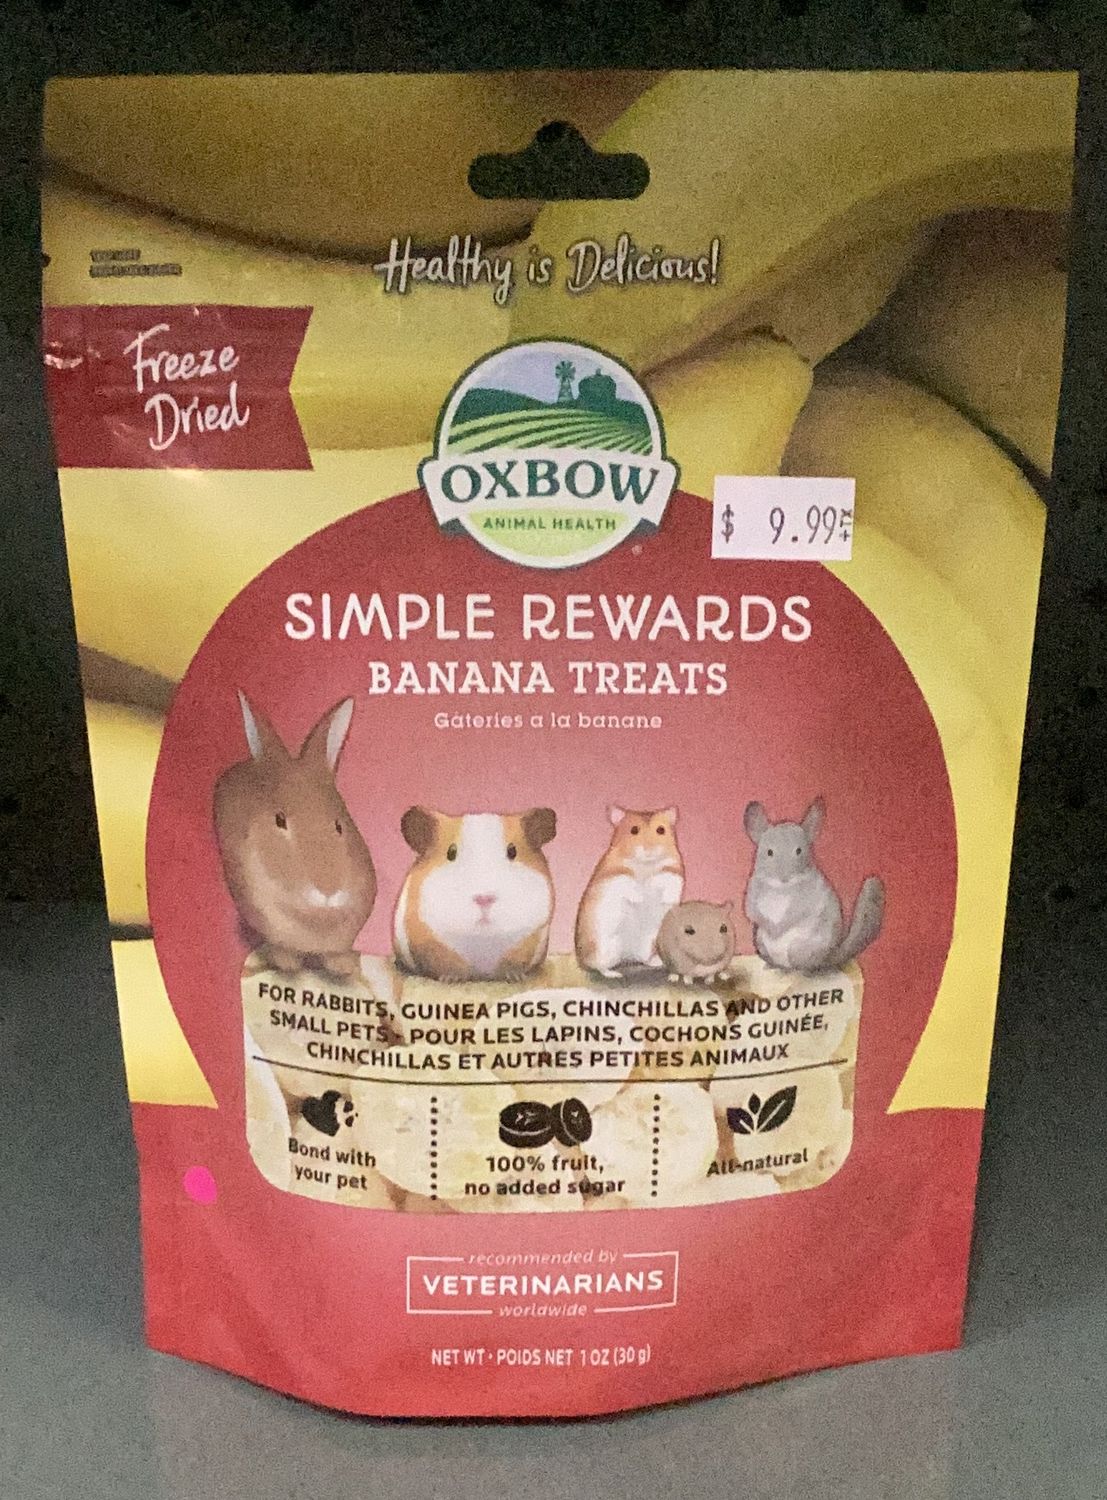 Healthy is Delicious!
Freeze
Dried
OXBOW
ANIMAL HEALTH
$ 9.99
SIMPLE REWARDS
BANANA TREATS
Gâteries a la banane
FOR RABBITS, GUINEA PIGS, CHINCHILLAS AND OTHER
SMALL PETS • POUR LES LAPINS, COCHONS GUINÉE,
CHINCHILLAS ET AUTRES PETITES ANIMAUX
Bond with
your pet
100% fruit,
no added sugar
All-natural
recommended by
VETERINARIANS
worldwide
NET WT • POIDS NET 1 OZ (30 g)